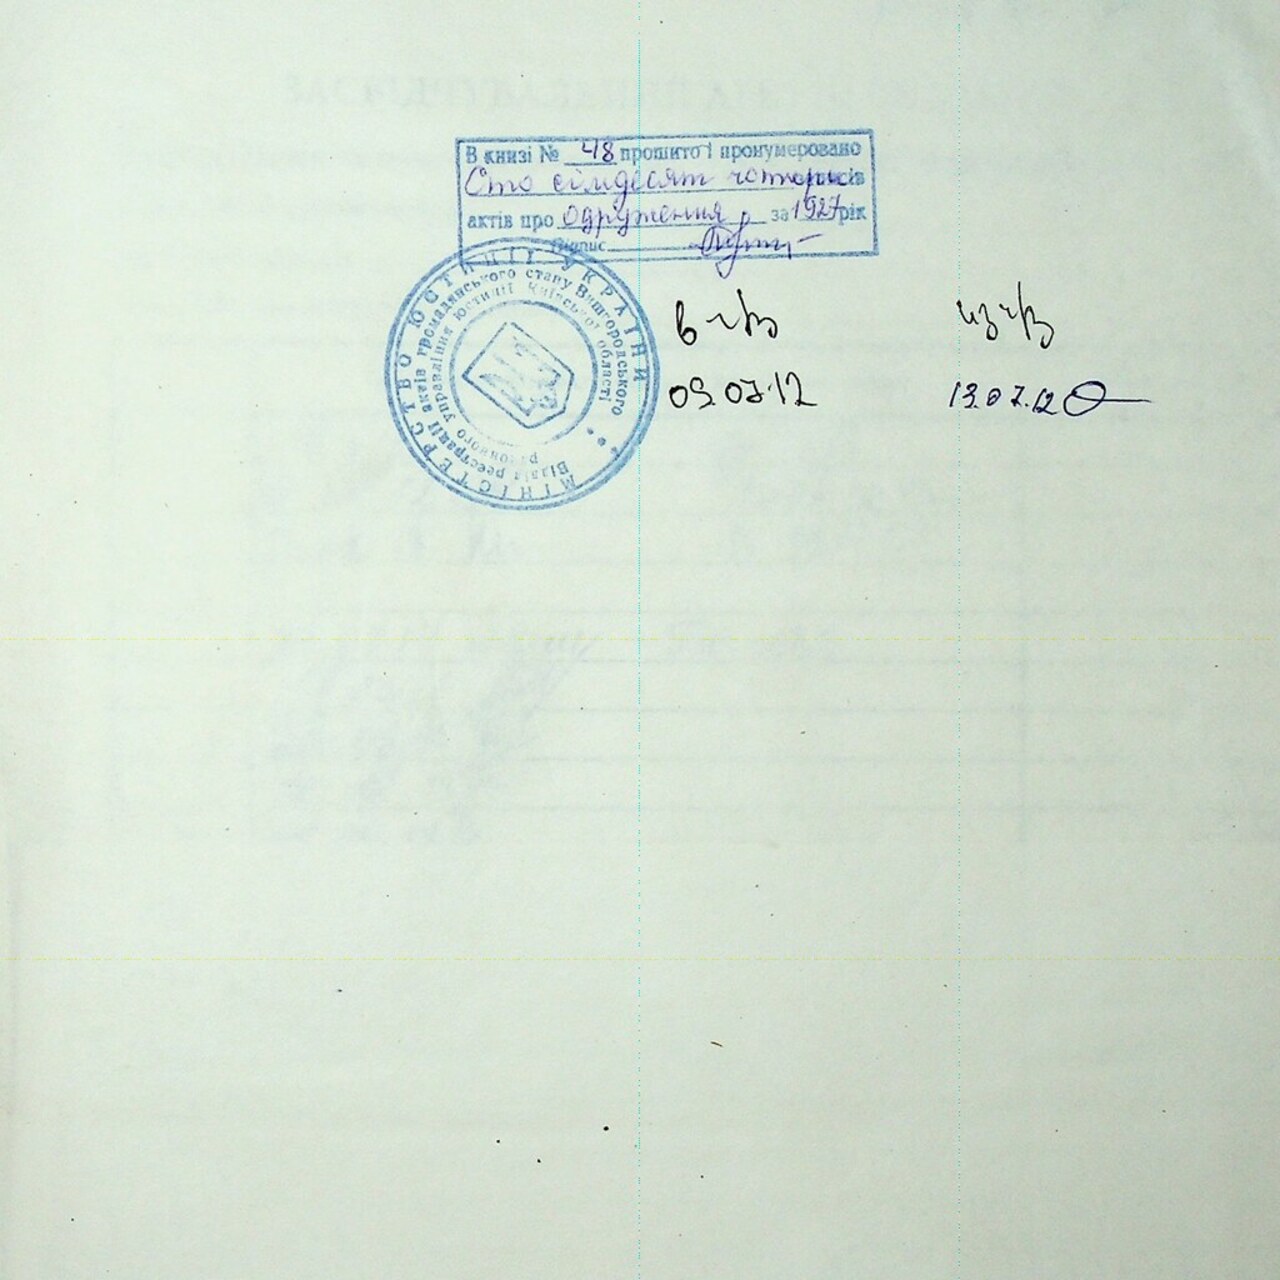 В книзі № 48 прошито і пронумеровано
Сто сімдесят чотири записів
актів про одруження за 1927 рік
Підпис
МІНІСТЕРСТВО ЮСТИЦІЇ УКРАЇНИ
Відділ реєстрації актів громадянського стану Вишгородського
районного управління юстиції Київської області
09.07.12 13.07.12